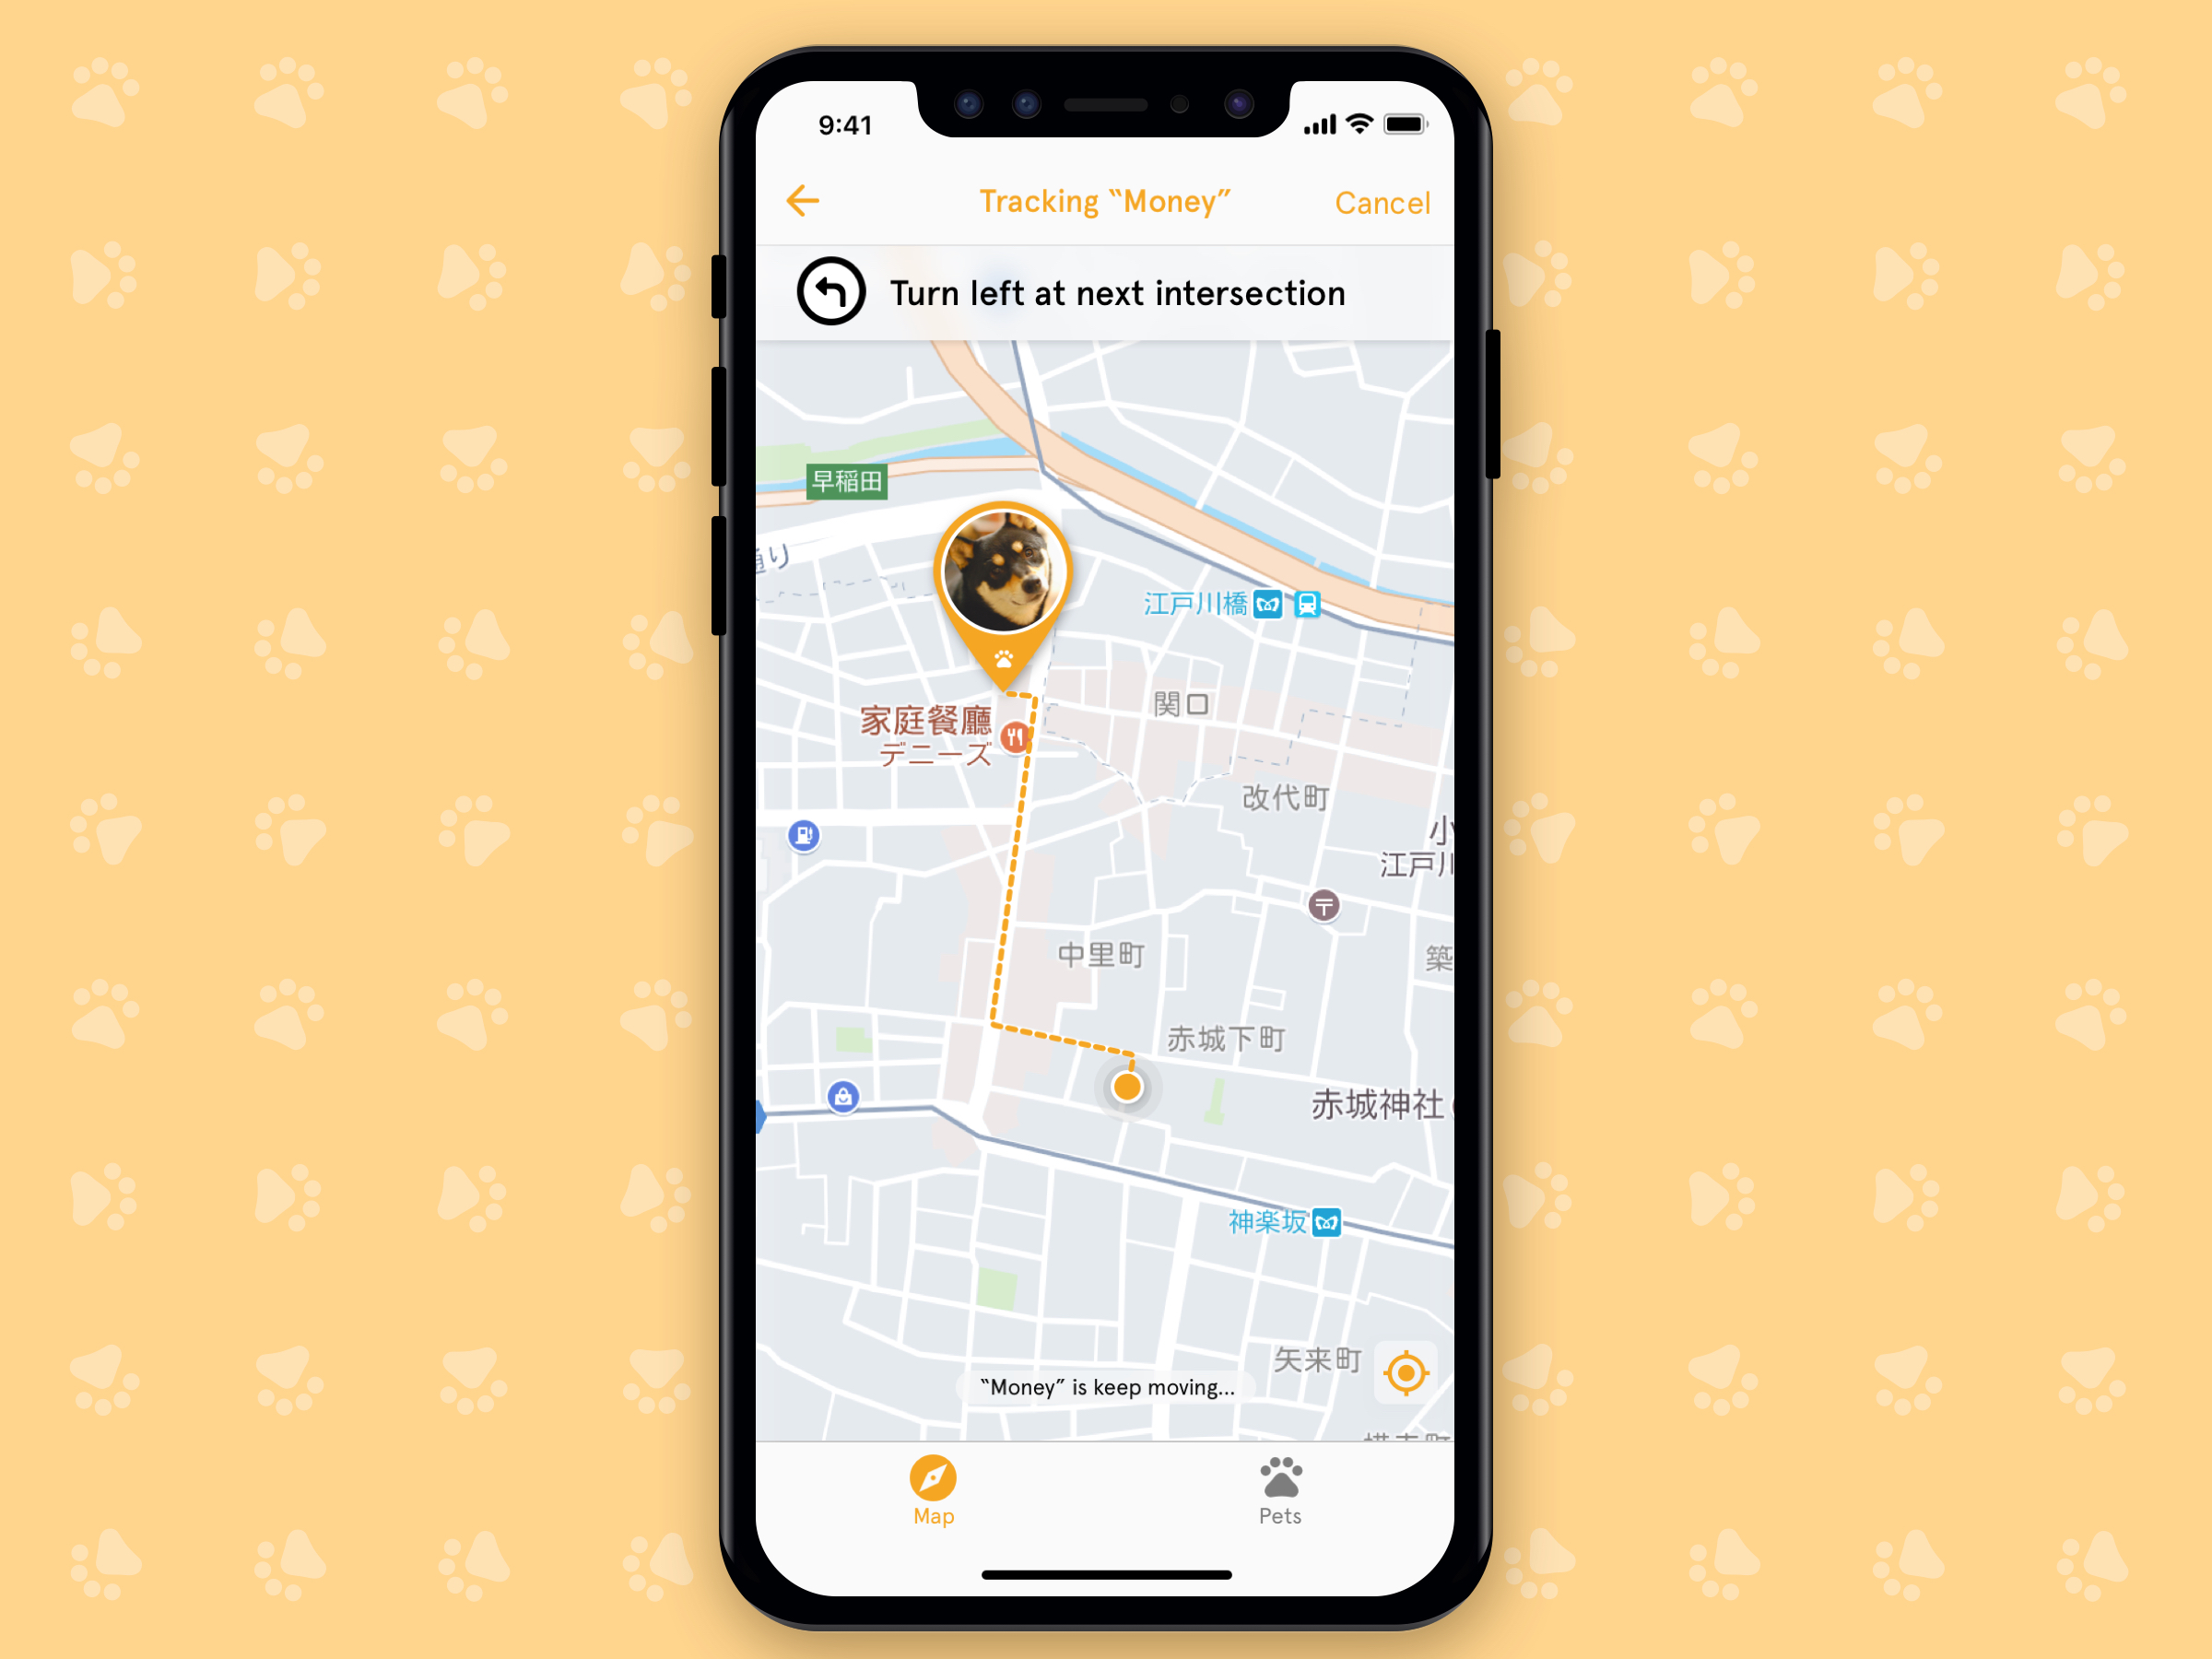 9:41
Tracking “Money”
Cancel
Turn left at next intersection
早稲田
通り
江戸川橋
関口
家庭餐廳
デニーズ
改代町
小
江戸川
〒
中里町
築
赤城下町
赤城神社
神楽坂
矢来町
“Money” is keep moving...
Map
Pets